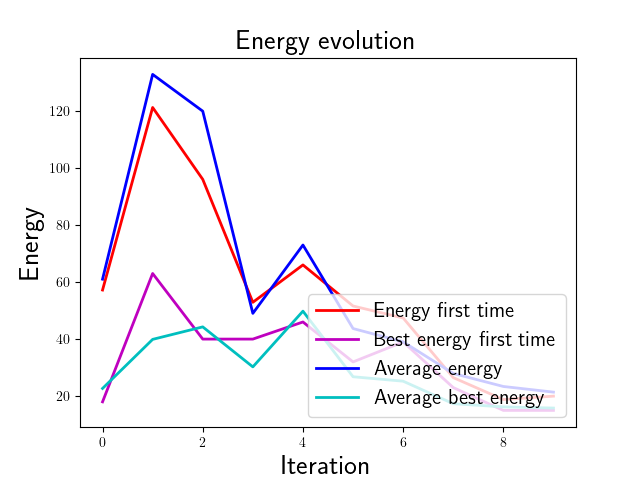 Energy evolution
Energy
120
100
80
60
40
20
Energy first time
Best energy first time
Average energy
Average best energy
0 2 4 6 8
Iteration